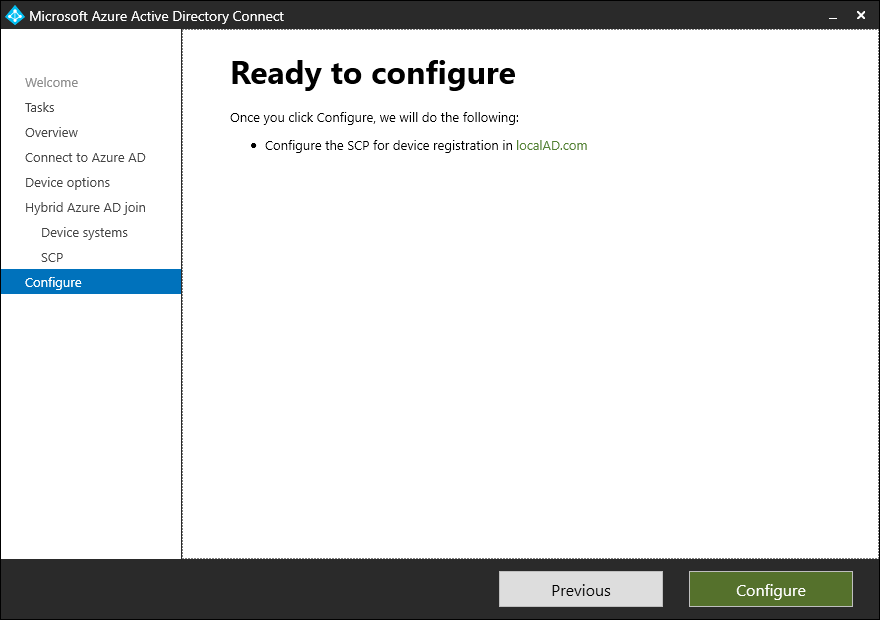 Microsoft Azure Active Directory Connect
Welcome
Tasks
Overview
Connect to Azure AD
Device options
Hybrid Azure AD join
Device systems
SCP
Configure
Ready to configure
Once you click Configure, we will do the following:
• Configure the SCP for device registration in localAD.com
Previous
Configure